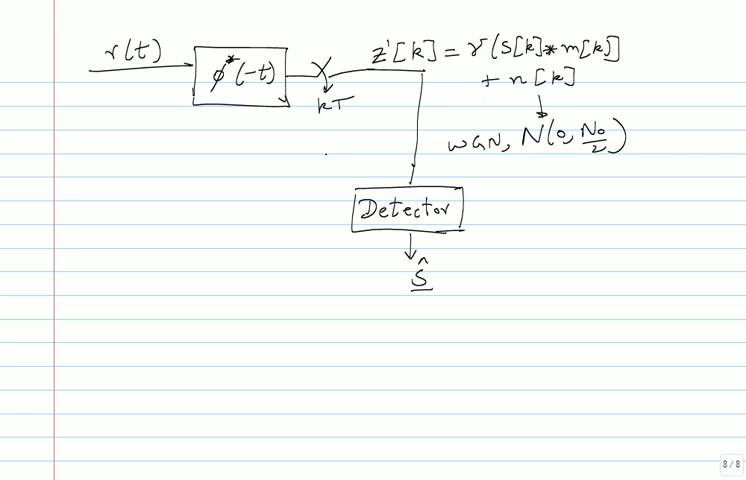 r(t)
φ*(-t)
kT
z'[k] = γ(s[k]*m[k])
+ n[k]
WGN, N(0, N0/2)
Detector
Ŝ
8/8